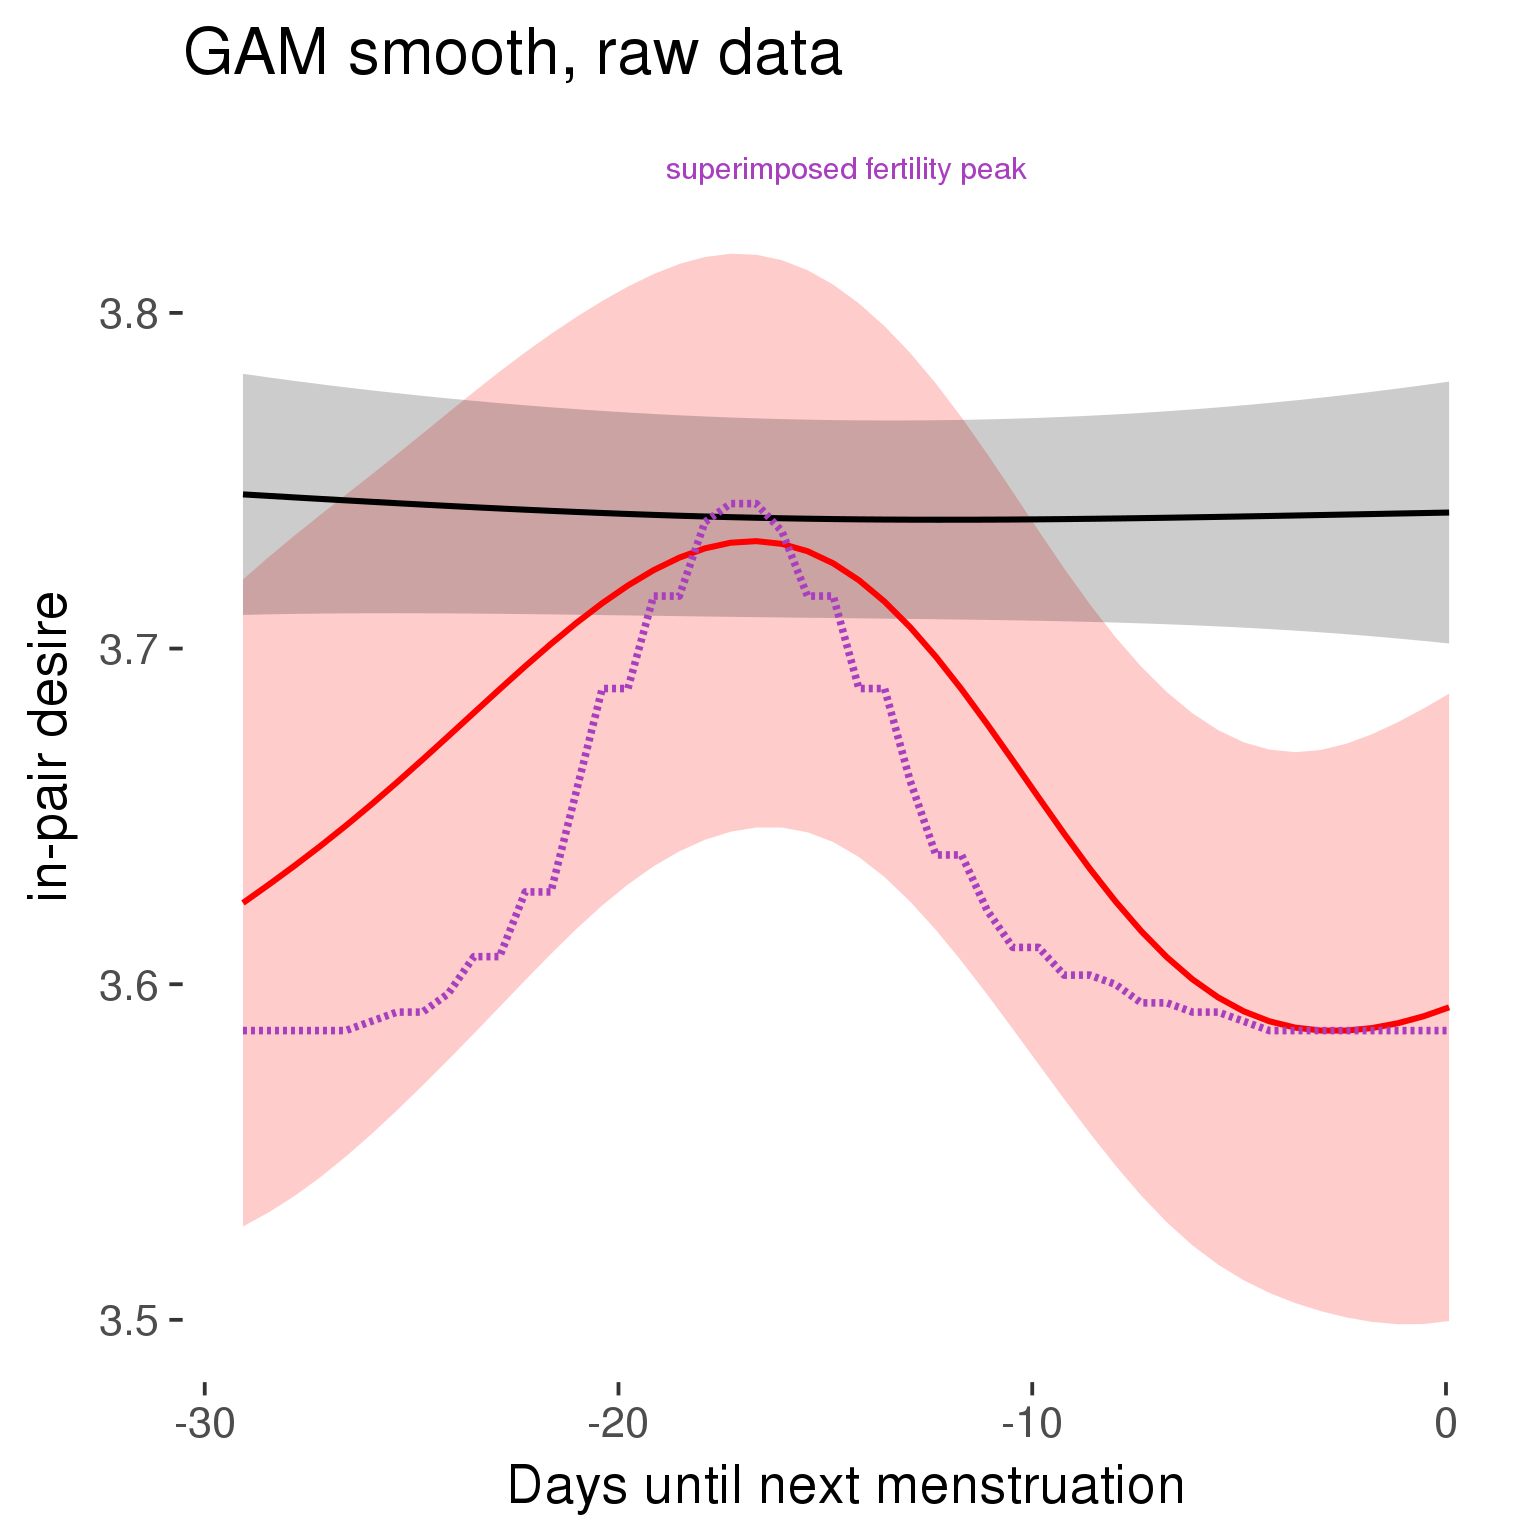 GAM smooth, raw data
superimposed fertility peak
3.8
3.7
3.6
3.5
in-pair desire
-30 -20 -10 0
Days until next menstruation